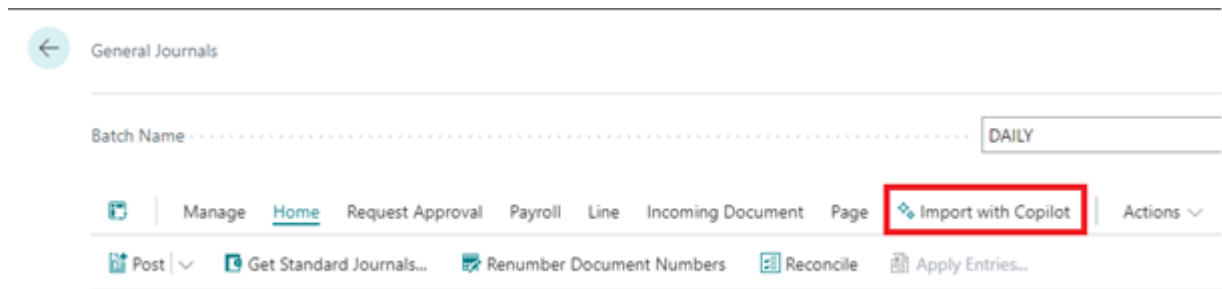 General Journals
Batch Name DAILY
Manage Home Request Approval Payroll Line Incoming Document Page Import with Copilot Actions
Post Get Standard Journals... Renumber Document Numbers Reconcile Apply Entries...